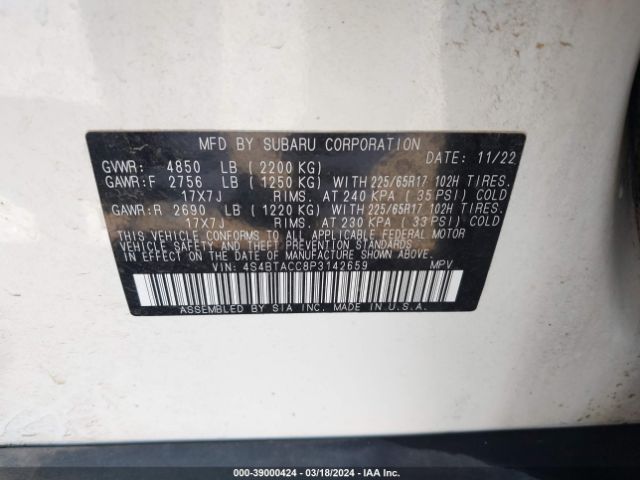 MFD BY SUBARU CORPORATION
GVWR: 4850 LB ( 2200 KG) DATE: 11/22
GAWR:F 2756 LB ( 1250 KG) WITH 225/65R17 102H TIRES.
17X7J RIMS. AT 240 KPA ( 35 PSI) COLD
GAWR:R 2690 LB ( 1220 KG) WITH 225/65R17 102H TIRES.
17X7J RIMS. AT 230 KPA ( 33 PSI) COLD
THIS VEHICLE CONFORMS TO ALL APPLICABLE FEDERAL MOTOR
VEHICLE SAFETY AND THEFT PREVENTION STANDARDS
IN EFFECT ON THE DATE OF MANUFACTURE SHOWN ABOVE.
VIN: 4S4BTACC8P3142659 MPV
ASSEMBLED BY SIA INC. MADE IN U.S.A.
000-39000424 | 03/18/2024 | IAA Inc.